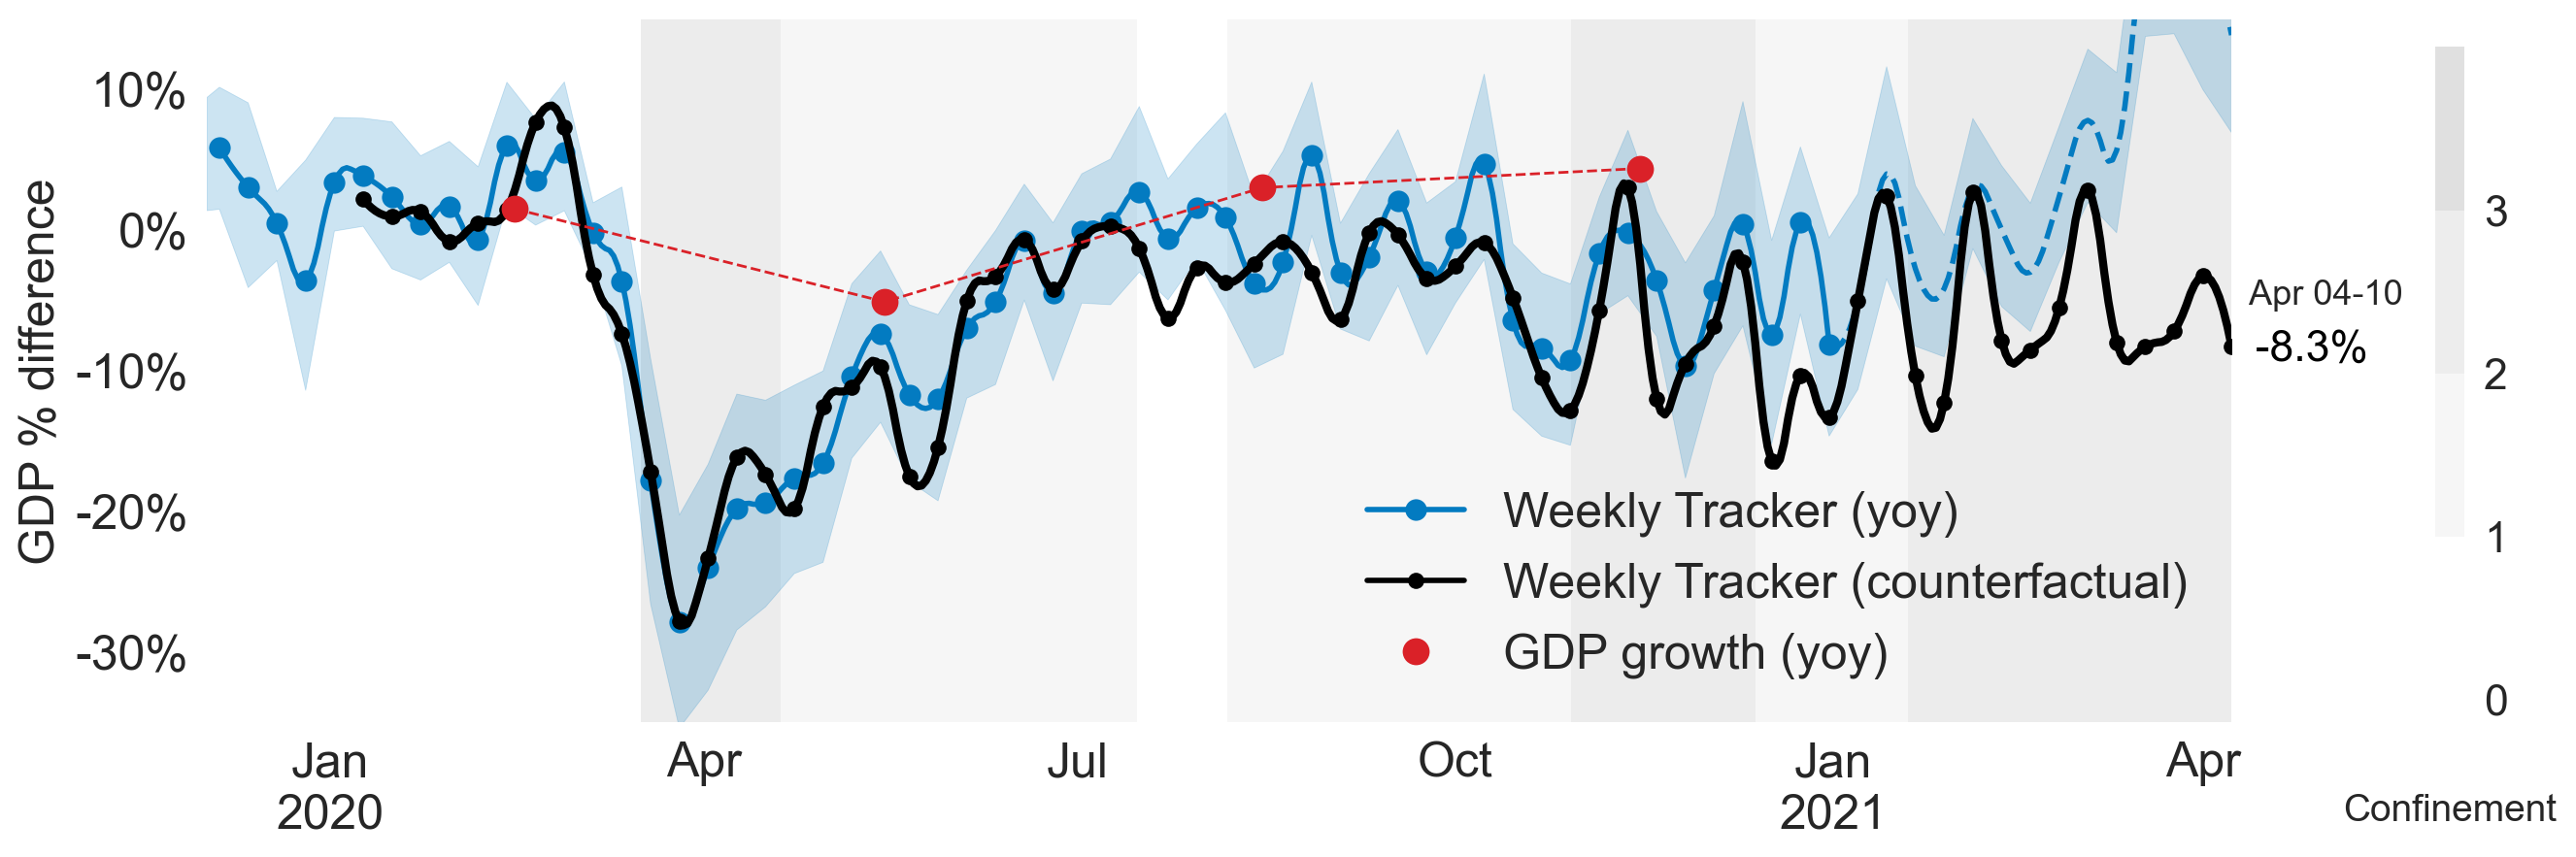 GDP % difference
10%
0%
-10%
-20%
-30%
Weekly Tracker (yoy)
Weekly Tracker (counterfactual)
GDP growth (yoy)
Apr 04-10
-8.3%
3
2
1
0
Confinement
Jan
2020
Apr
Jul
Oct
Jan
2021
Apr